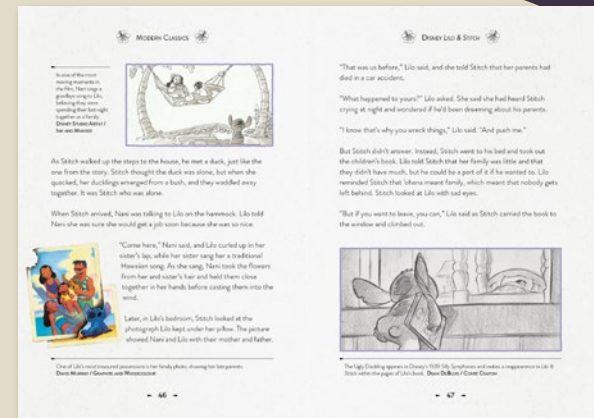 MODERN CLASSICS
In one of the most
moving moments in
the film, Nani sings a
goodbye song to Lilo,
believing they were
spending their last night
together as a family.
DISNEY STUDIO ARTIST /
INK AND MARKER
As Stitch walked up the steps to the house, he met a duck, just like the
one from the story. Stitch thought the duck was alone, but when she
quacked, her ducklings emerged from a bush, and they waddled away
together. It was Stitch who was alone.
When Stitch arrived, Nani was talking to Lilo on the hammock. Lilo told
Nani she was sure she would get a job soon because she was so nice.
"Come here," Nani said, and Lilo curled up in her
sister's lap, while her sister sang her a traditional
Hawaiian song. As she sang, Nani took the flowers
from her and sister's hair and held them close
together in her hands before casting them into the
wind.
Later, in Lilo's bedroom, Stitch looked at the
photograph Lilo kept under her pillow. The picture
showed Nani and Lilo with their mother and father.
One of Lilo's most treasured possessions is her family photo, showing her late parents.
DAVID MURRAY / GRAPHITE AND WATERCOLOUR
46
DISNEY LILO & STITCH
"That was us before," Lilo said, and she told Stitch that her parents had
died in a car accident.
"What happened to yours?" Lilo asked. She said she had heard Stitch
crying at night and wondered if he'd been dreaming about his parents.
"I know that's why you wreck things," Lilo said. "And push me."
But Stitch didn't answer. Instead, Stitch went to his bed and took out
the children's book. Lilo told Stitch that her family was little and that
they didn't have much, but he could be a part of it if he wanted to. Lilo
reminded Stitch that 'ohana meant family, which meant that nobody gets
left behind. Stitch looked at Lilo with sad eyes.
"But if you want to leave, you can," Lilo said as Stitch carried the book to
the window and climbed out.
The Ugly Duckling appears in Disney's 1939 Silly Symphonies and makes a reappearance in Lilo &
Stitch within the pages of Lilo's book. DEAN DEBLOIS / CONTÉ CRAYON
47